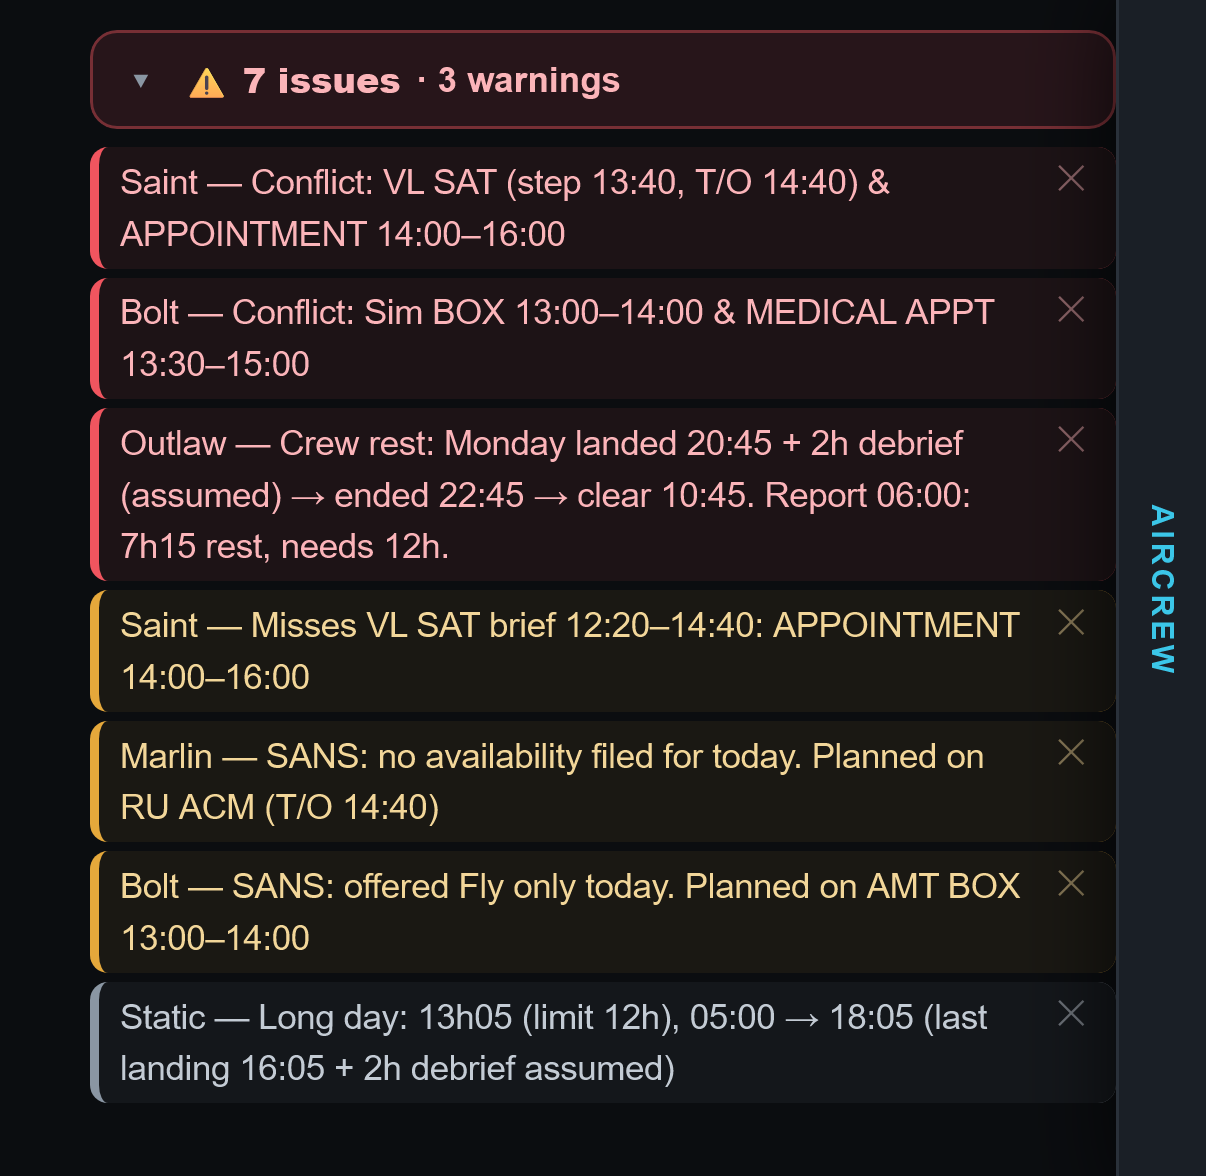 ▼ ⚠️ 7 issues · 3 warnings
Saint — Conflict: VL SAT (step 13:40, T/O 14:40) &
APPOINTMENT 14:00–16:00
Bolt — Conflict: Sim BOX 13:00–14:00 & MEDICAL APPT
13:30–15:00
Outlaw — Crew rest: Monday landed 20:45 + 2h debrief
(assumed) → ended 22:45 → clear 10:45. Report 06:00:
7h15 rest, needs 12h.
Saint — Misses VL SAT brief 12:20–14:40: APPOINTMENT
14:00–16:00
Marlin — SANS: no availability filed for today. Planned on
RU ACM (T/O 14:40)
Bolt — SANS: offered Fly only today. Planned on AMT BOX
13:00–14:00
Static — Long day: 13h05 (limit 12h), 05:00 → 18:05 (last
landing 16:05 + 2h debrief assumed)
AIRCREW